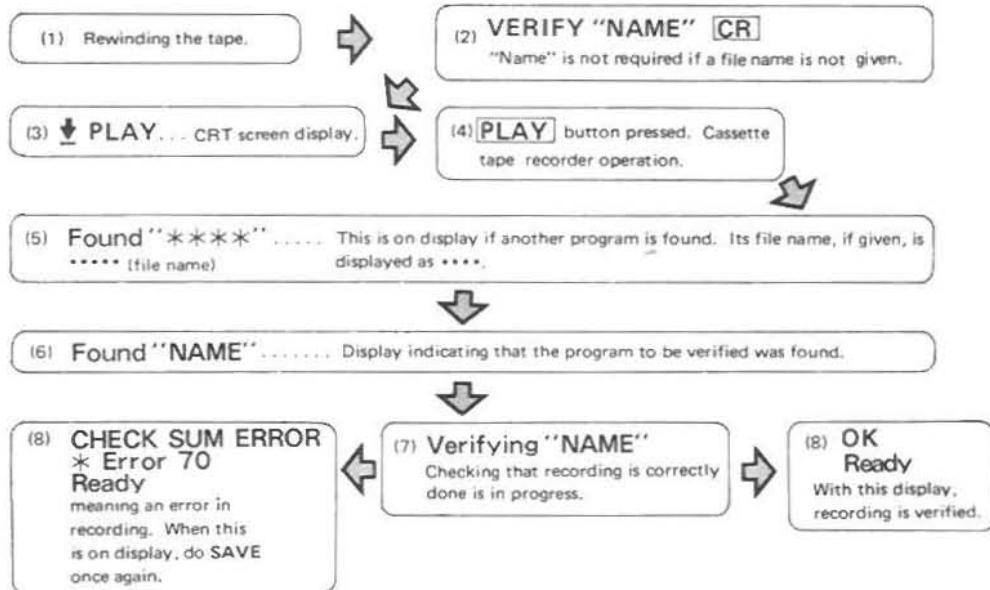 (1) Rewinding the tape.
(2) VERIFY "NAME" CR
"Name" is not required if a file name is not given.
(3) PLAY... CRT screen display.
(4) PLAY button pressed. Cassette
tape recorder operation.
(5) Found "****" ..... This is on display if another program is found. Its file name, if given, is
••••• (file name) displayed as ••••.
(6) Found "NAME" ....... Display indicating that the program to be verified was found.
(8) CHECK SUM ERROR
* Error 70
Ready
meaning an error in
recording. When this
is on display, do SAVE
once again.
(7) Verifying "NAME"
Checking that recording is correctly
done is in progress.
(8) OK
Ready
With this display,
recording is verified.